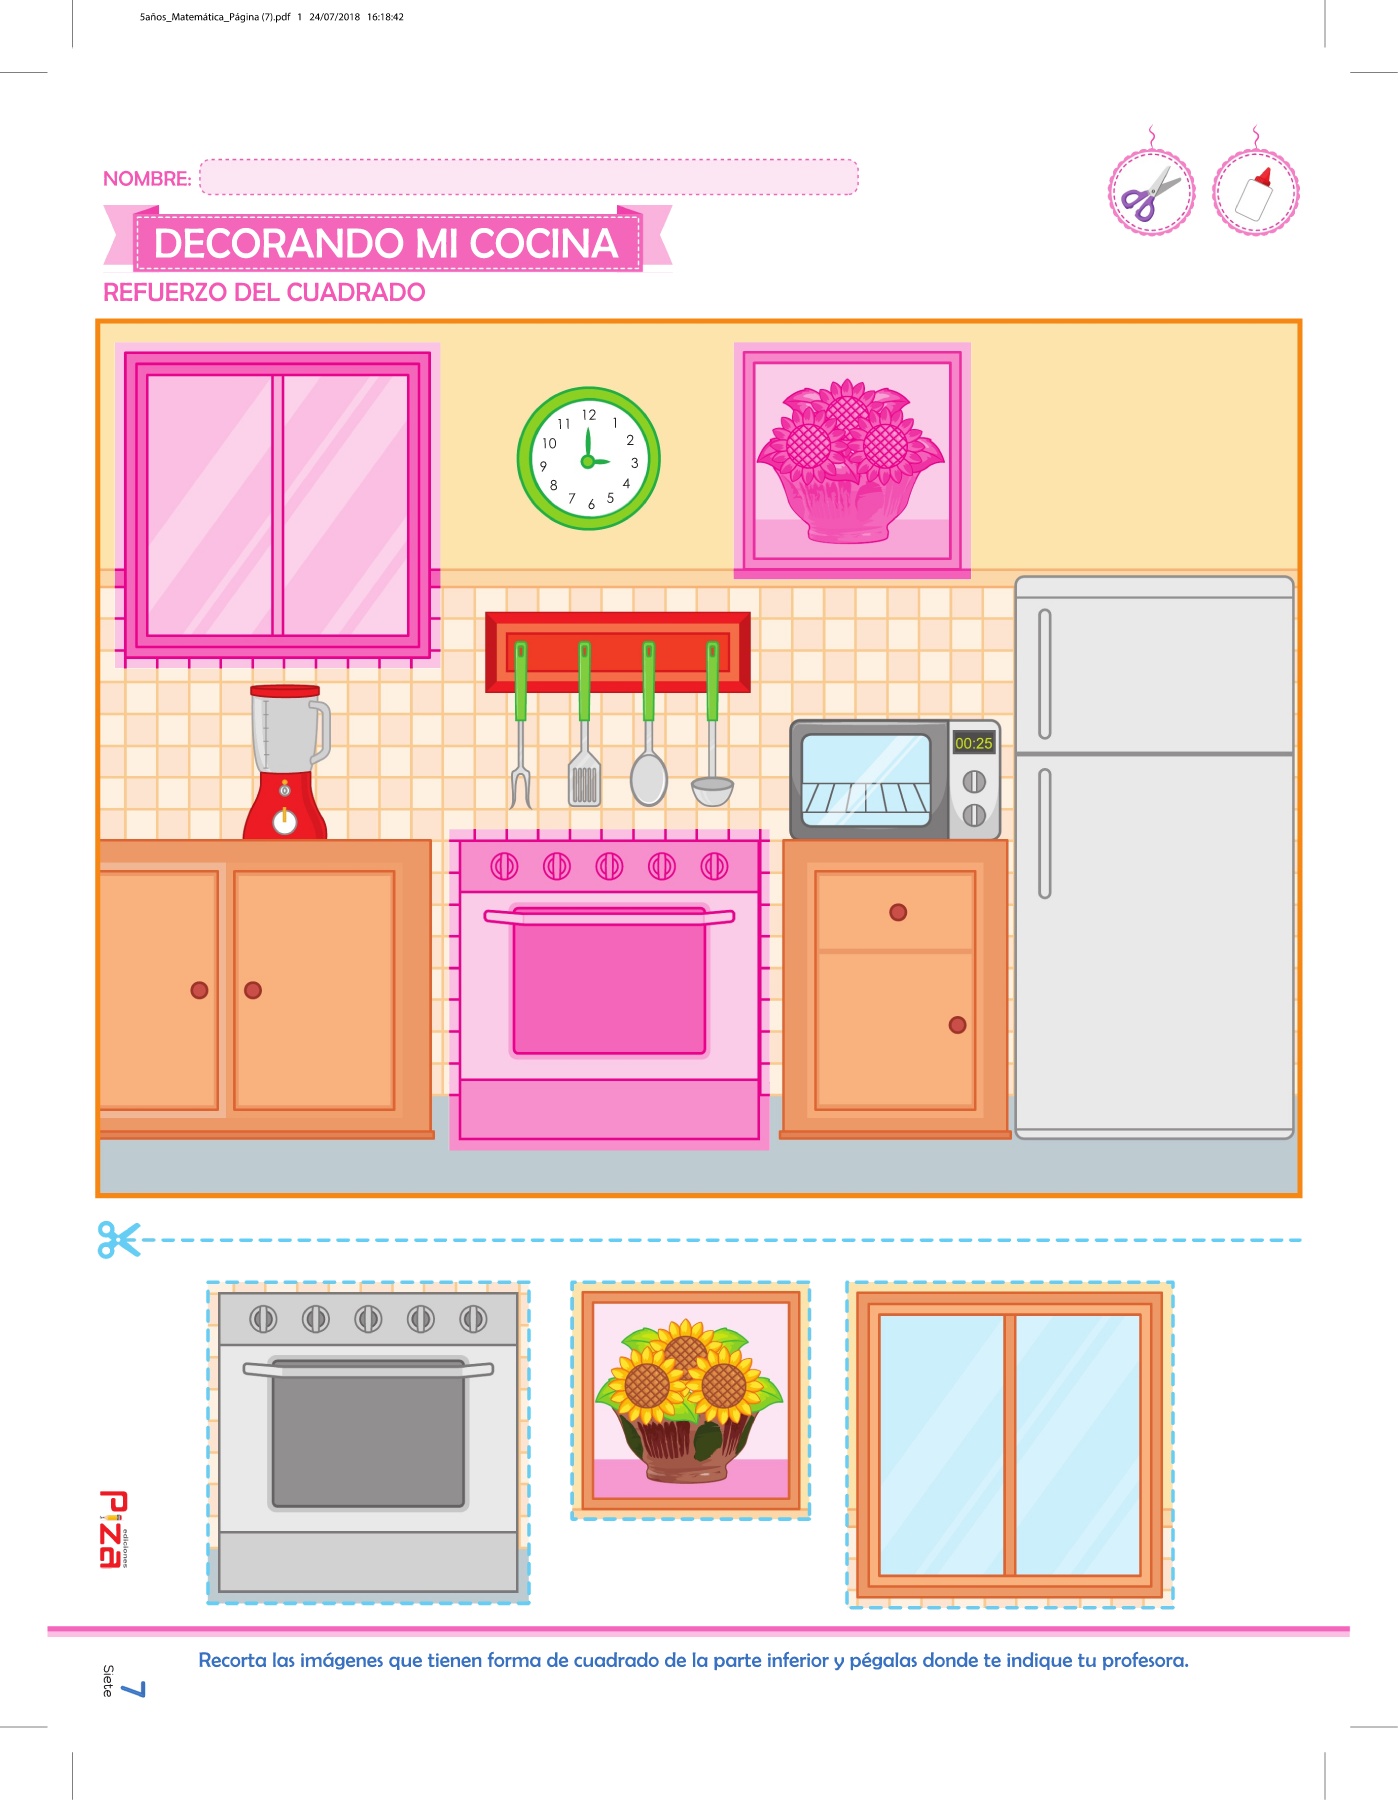 5años_Matemática_Página (7).pdf 1 24/07/2018 16:18:42
NOMBRE:
DECORANDO MI COCINA
REFUERZO DEL CUADRADO
12
1
2
3
4
5
6
7
8
9
10
11
00:25
Piza
ediciones
Recorta las imágenes que tienen forma de cuadrado de la parte inferior y pégalas donde te indique tu profesora.
7
Siete